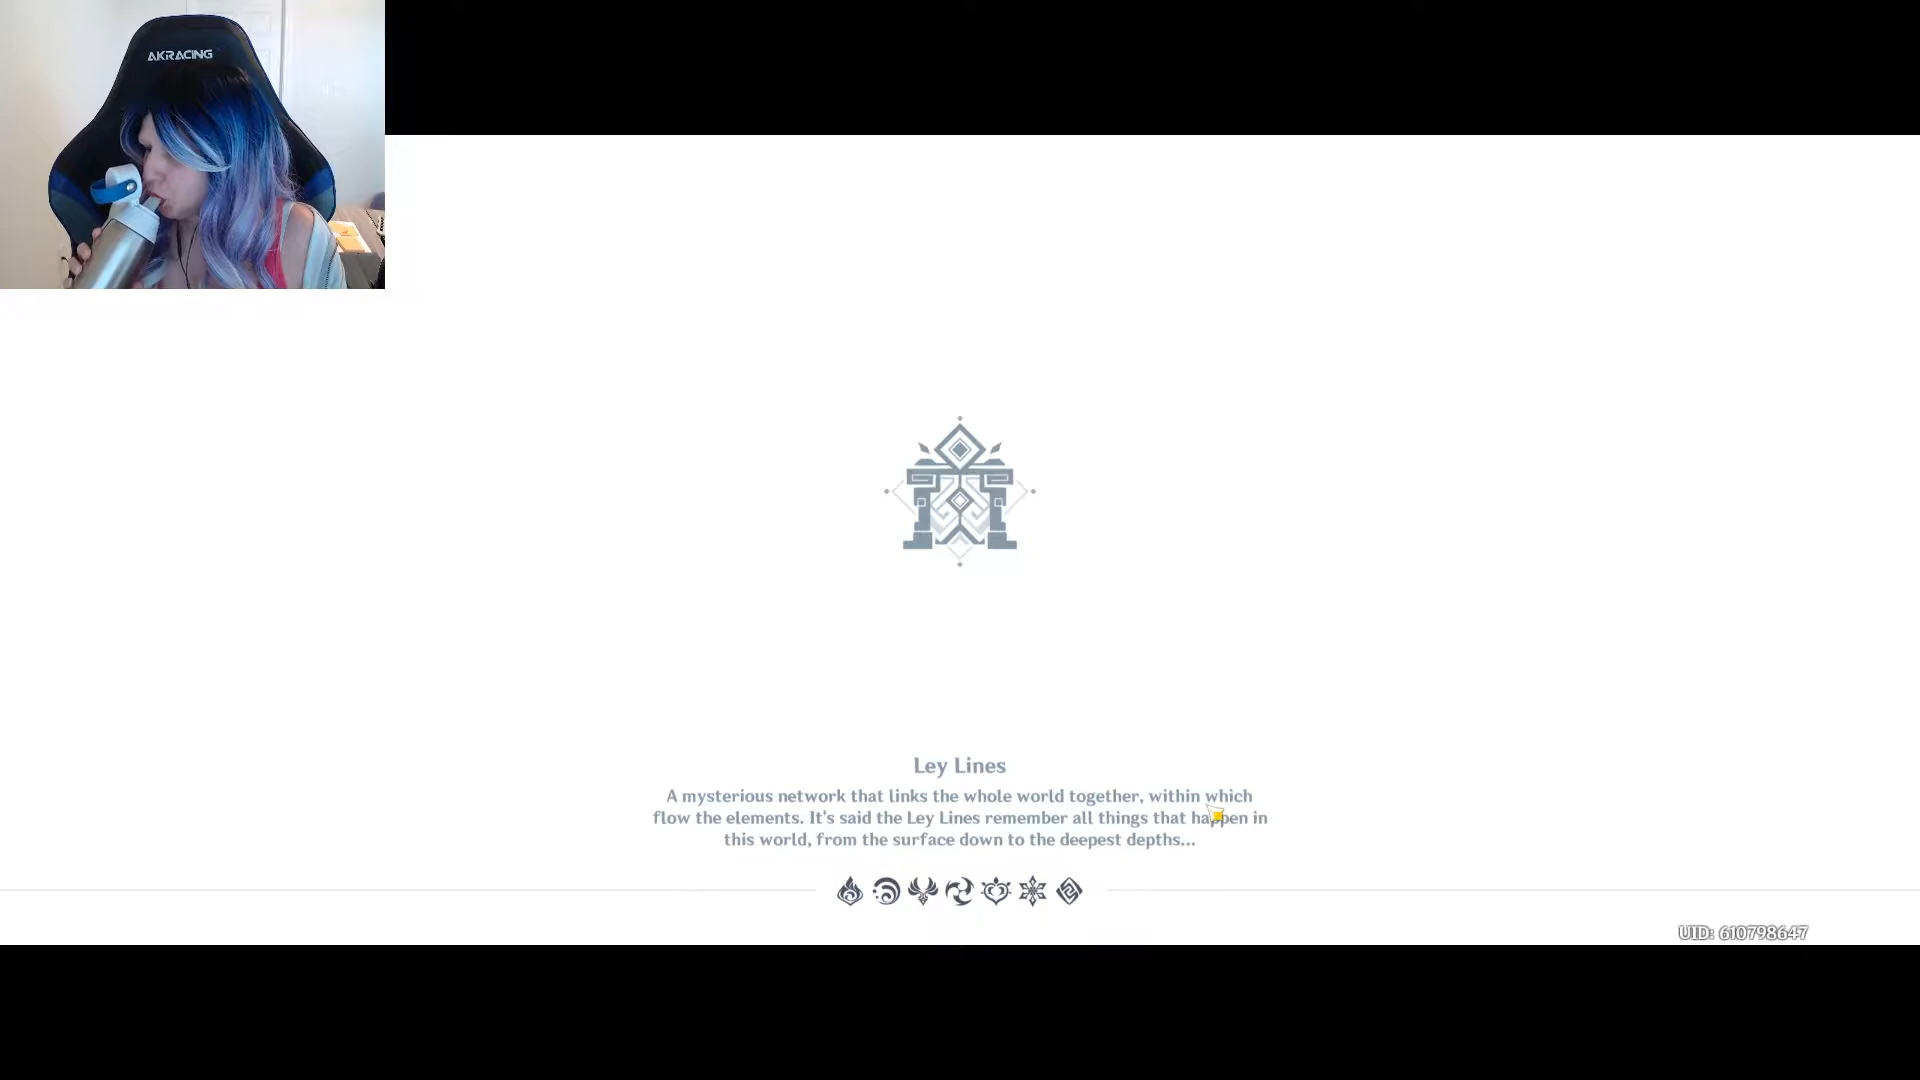 AKRACING
Ley Lines
A mysterious network that links the whole world together, within which
flow the elements. It's said the Ley Lines remember all things that happen in
this world, from the surface down to the deepest depths...
UID: 610798647